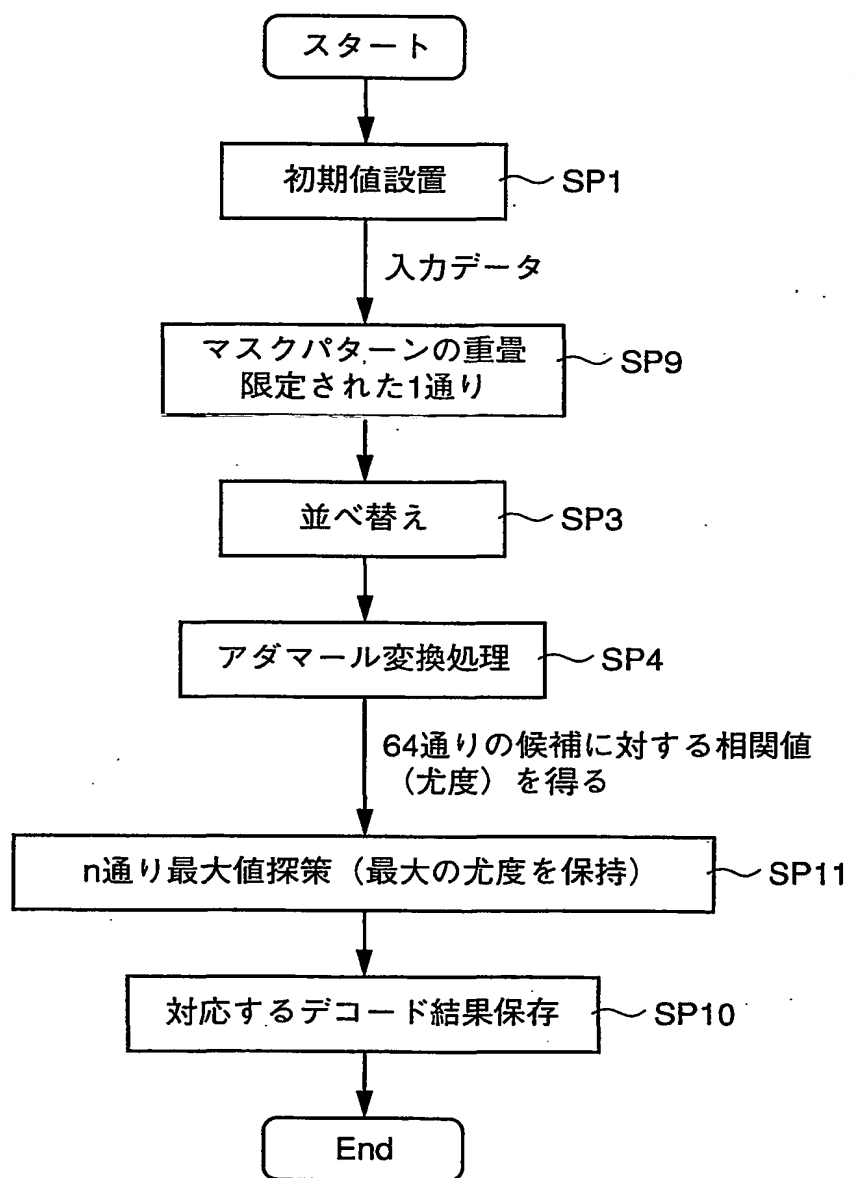 スタート
初期値設置
SP1
入力データ
マスクパターンの重畳
限定された1通り
SP9
並べ替え
SP3
アダマール変換処理
SP4
64通りの候補に対する相関値
（尤度）を得る
n通り最大値探策（最大の尤度を保持）
SP11
対応するデコード結果保存
SP10
End